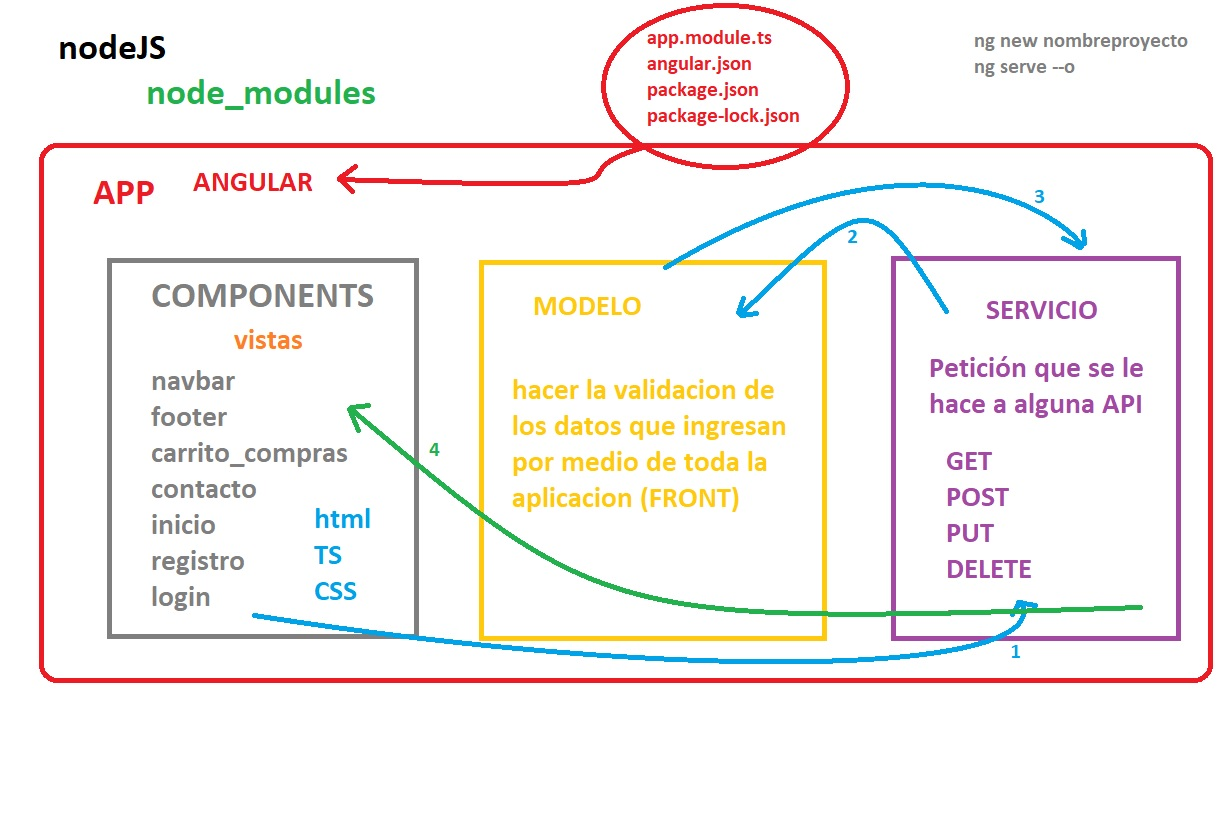 nodeJS
node_modules
app.module.ts
angular.json
package.json
package-lock.json
ng new nombreproyecto
ng serve --o
APP
ANGULAR
COMPONENTS
vistas
navbar
footer
carrito_compras
contacto
inicio
registro
login
html
TS
CSS
MODELO
hacer la validacion de
los datos que ingresan
por medio de toda la
aplicacion (FRONT)
SERVICIO
Petición que se le
hace a alguna API
GET
POST
PUT
DELETE
3
2
4
1